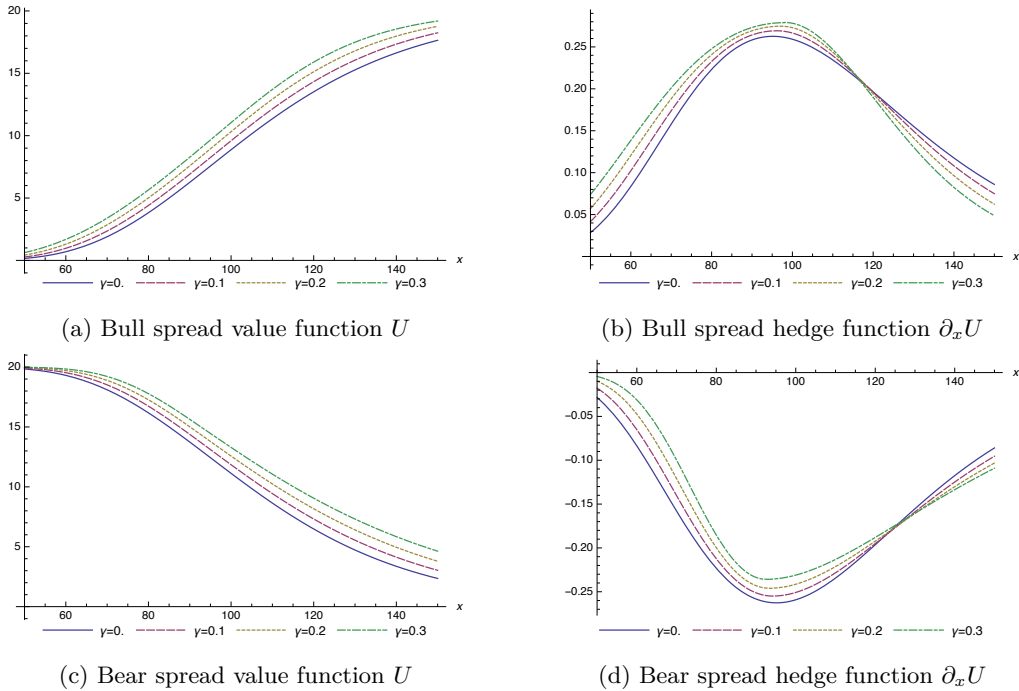 20
15
10
5
60 80 100 120 140 x
γ=0. γ=0.1 γ=0.2 γ=0.3
(a) Bull spread value function U
0.25
0.20
0.15
0.10
0.05
60 80 100 120 140 x
γ=0. γ=0.1 γ=0.2 γ=0.3
(b) Bull spread hedge function ∂ₓU
20
15
10
5
60 80 100 120 140 x
γ=0. γ=0.1 γ=0.2 γ=0.3
(c) Bear spread value function U
60 80 100 120 140 x
−0.05
−0.10
−0.15
−0.20
−0.25
γ=0. γ=0.1 γ=0.2 γ=0.3
(d) Bear spread hedge function ∂ₓU